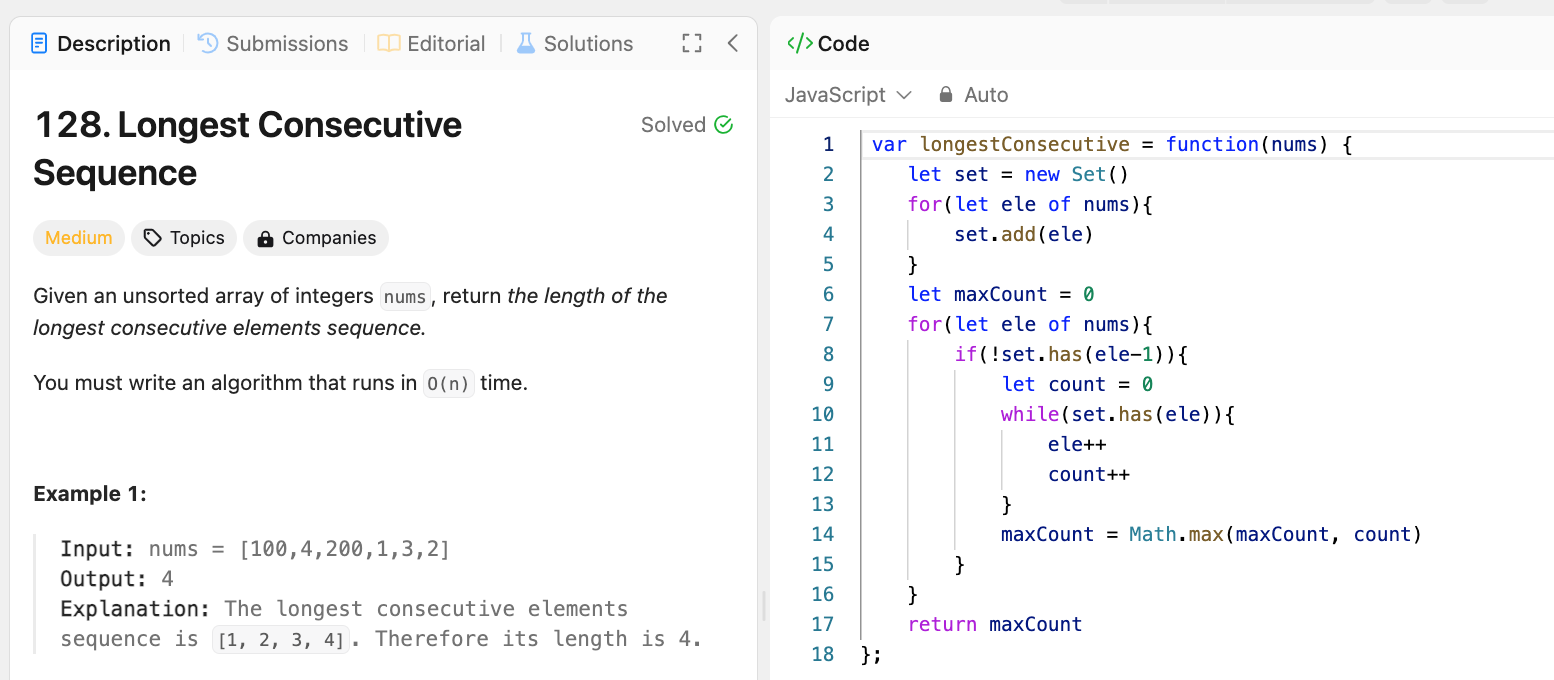 Description Submissions Editorial Solutions
128. Longest Consecutive
Sequence
Solved
Medium Topics Companies
Given an unsorted array of integers nums, return the length of the
longest consecutive elements sequence.
You must write an algorithm that runs in O(n) time.
Example 1:
Input: nums = [100,4,200,1,3,2]
Output: 4
Explanation: The longest consecutive elements
sequence is [1, 2, 3, 4]. Therefore its length is 4.
</> Code
JavaScript Auto
1 var longestConsecutive = function(nums) {
2 let set = new Set()
3 for(let ele of nums){
4 set.add(ele)
5 }
6 let maxCount = 0
7 for(let ele of nums){
8 if(!set.has(ele-1)){
9 let count = 0
10 while(set.has(ele)){
11 ele++
12 count++
13 }
14 maxCount = Math.max(maxCount, count)
15 }
16 }
17 return maxCount
18 };